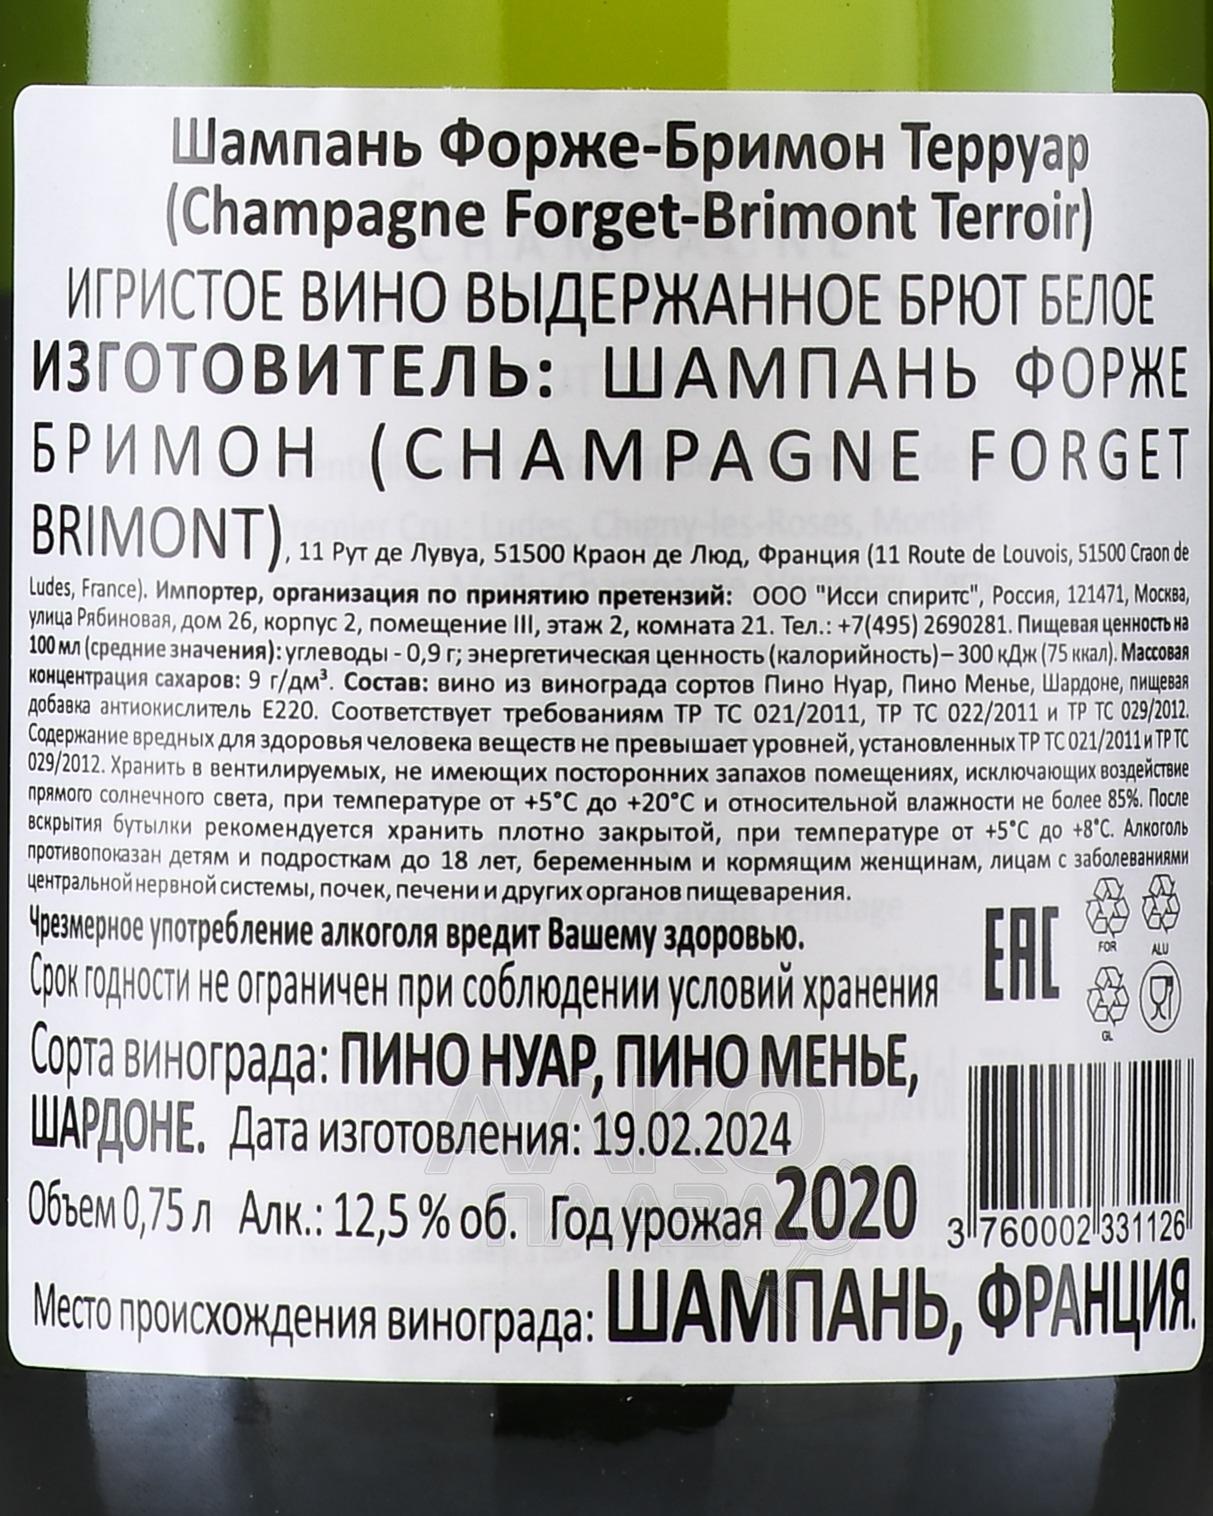 Шампань Форже-Бримон Терруар
(Champagne Forget-Brimont Terroir)
ИГРИСТОЕ ВИНО ВЫДЕРЖАННОЕ БРЮТ БЕЛОЕ
ИЗГОТОВИТЕЛЬ: ШАМПАНЬ ФОРЖЕ
БРИМОН (CHAMPAGNE FORGET
BRIMONT), 11 Рут де Лувуа, 51500 Краон де Люд, Франция (11 Route de Louvois, 51500 Craon de
Ludes, France). Импортер, организация по принятию претензий: ООО "Исси спиритс", Россия, 121471, Москва,
улица Рябиновая, дом 26, корпус 2, помещение III, этаж 2, комната 21. Тел.: +7(495) 2690281. Пищевая ценность на
100 мл (средние значения): углеводы - 0,9 г; энергетическая ценность (калорийность) – 300 кДж (75 ккал). Массовая
концентрация сахаров: 9 г/дм³. Состав: вино из винограда сортов Пино Нуар, Пино Менье, Шардоне, пищевая
добавка антиокислитель Е220. Соответствует требованиям ТР ТС 021/2011, ТР ТС 022/2011 и ТР ТС 029/2012.
Содержание вредных для здоровья человека веществ не превышает уровней, установленных ТР ТС 021/2011 и ТР ТС
029/2012. Хранить в вентилируемых, не имеющих посторонних запахов помещениях, исключающих воздействие
прямого солнечного света, при температуре от +5°С до +20°С и относительной влажности не более 85%. После
вскрытия бутылки рекомендуется хранить плотно закрытой, при температуре от +5°С до +8°С. Алкоголь
противопоказан детям и подросткам до 18 лет, беременным и кормящим женщинам, лицам с заболеваниями
центральной нервной системы, почек, печени и других органов пищеварения.
Чрезмерное употребление алкоголя вредит Вашему здоровью.
Срок годности не ограничен при соблюдении условий хранения
EAC
FOR
ALU
GL
Сорта винограда: ПИНО НУАР, ПИНО МЕНЬЕ,
ШАРДОНЕ. Дата изготовления: 19.02.2024
Объем 0,75 л Алк.: 12,5 % об. Год урожая 2020
3 760002 331126
Место происхождения винограда: ШАМПАНЬ, ФРАНЦИЯ.
АЛКО
ПЛАЗА